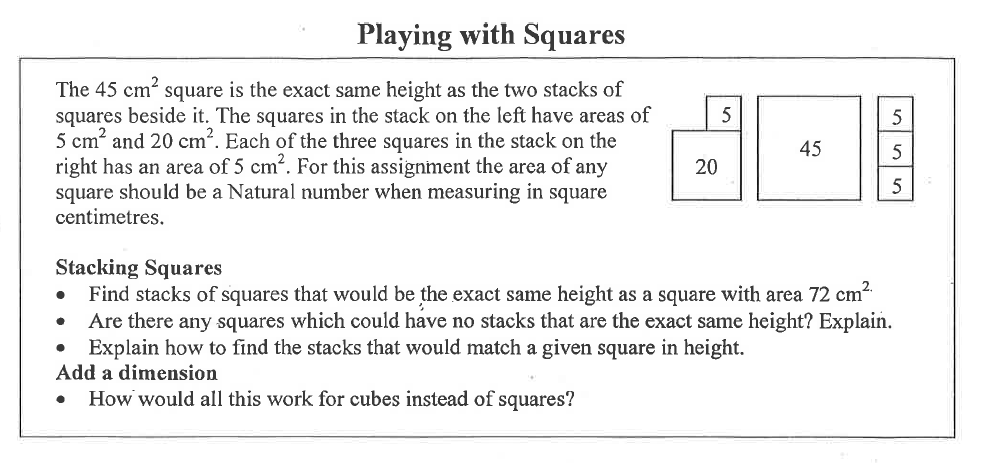 Playing with Squares
The 45 cm² square is the exact same height as the two stacks of
squares beside it. The squares in the stack on the left have areas of
5 cm² and 20 cm². Each of the three squares in the stack on the
right has an area of 5 cm². For this assignment the area of any
square should be a Natural number when measuring in square
centimetres.
5
20
45
5
5
5
Stacking Squares
• Find stacks of squares that would be the exact same height as a square with area 72 cm².
• Are there any squares which could have no stacks that are the exact same height? Explain.
• Explain how to find the stacks that would match a given square in height.
Add a dimension
• How would all this work for cubes instead of squares?